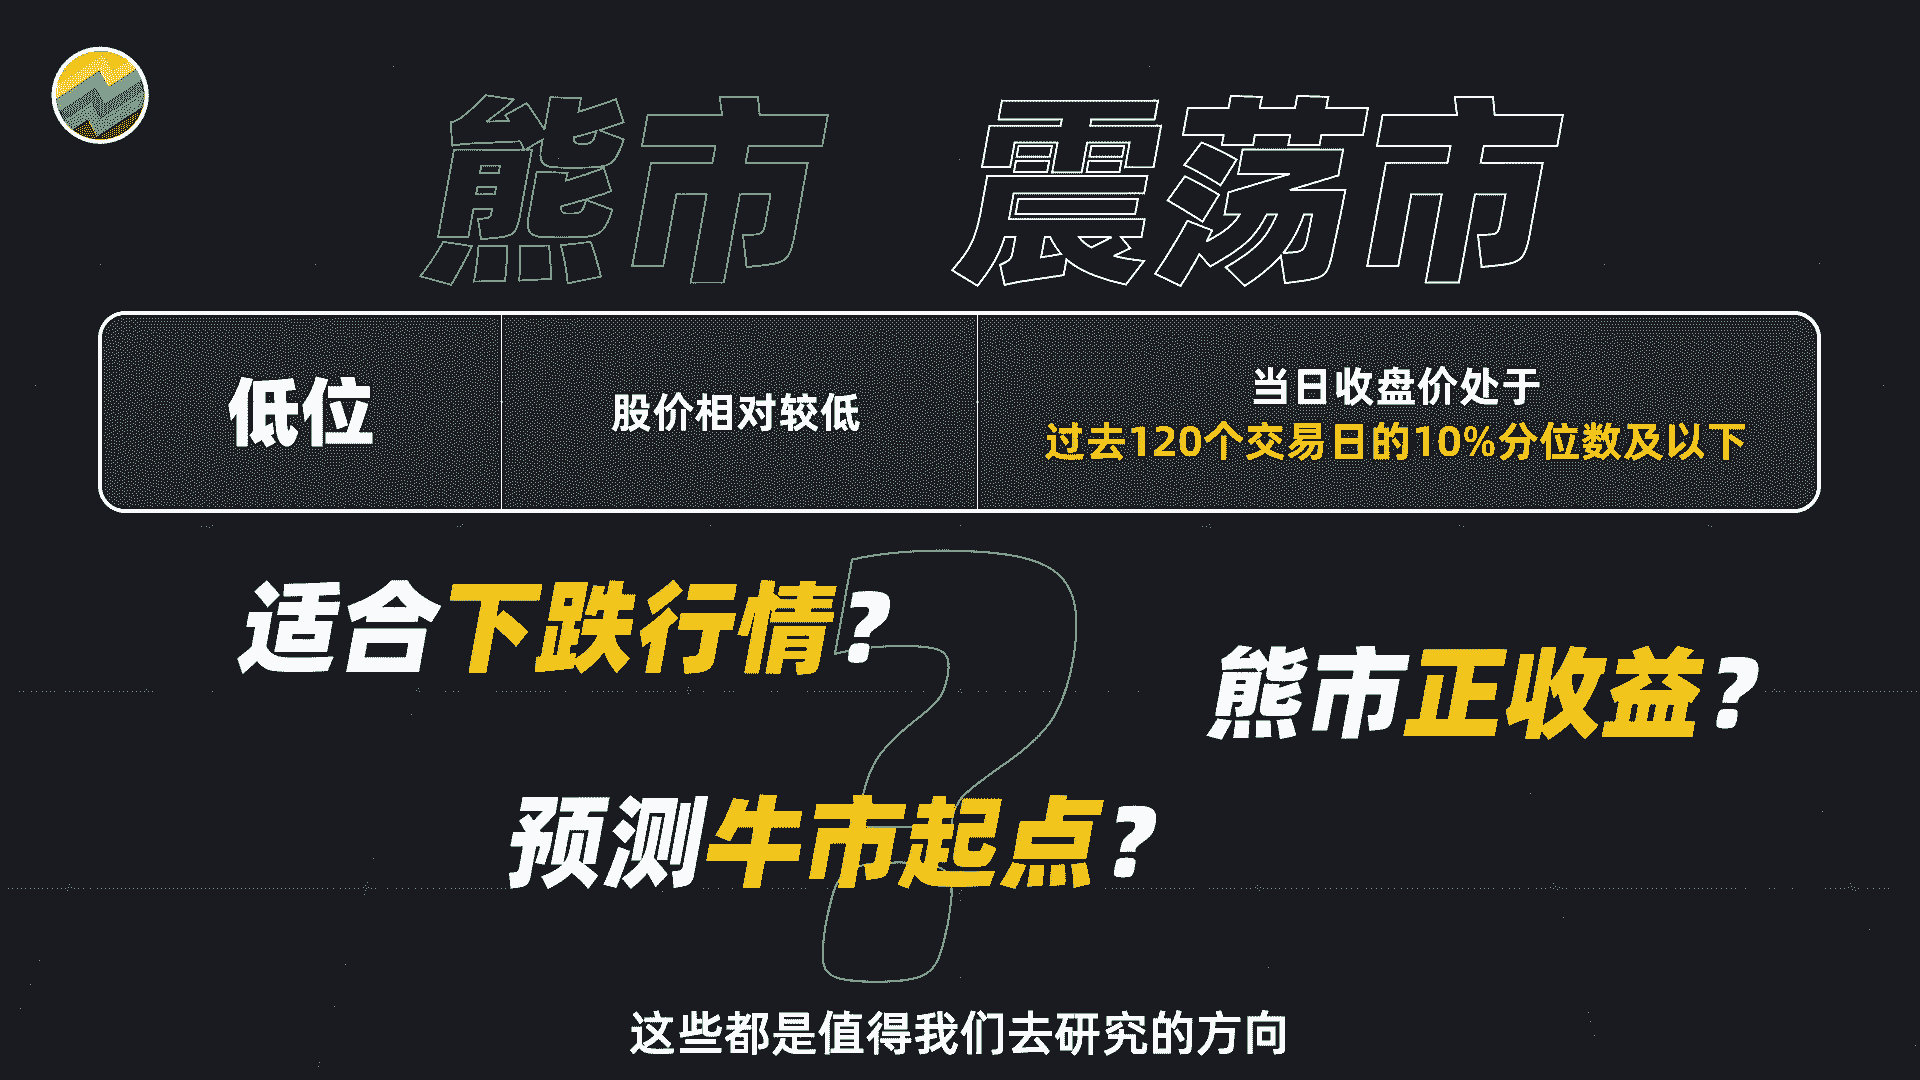 熊市 震荡市
低位
股价相对较低
当日收盘价处于
过去120个交易日的10%分位数及以下
?
适合下跌行情?
熊市正收益?
预测牛市起点?
这些都是值得我们去研究的方向